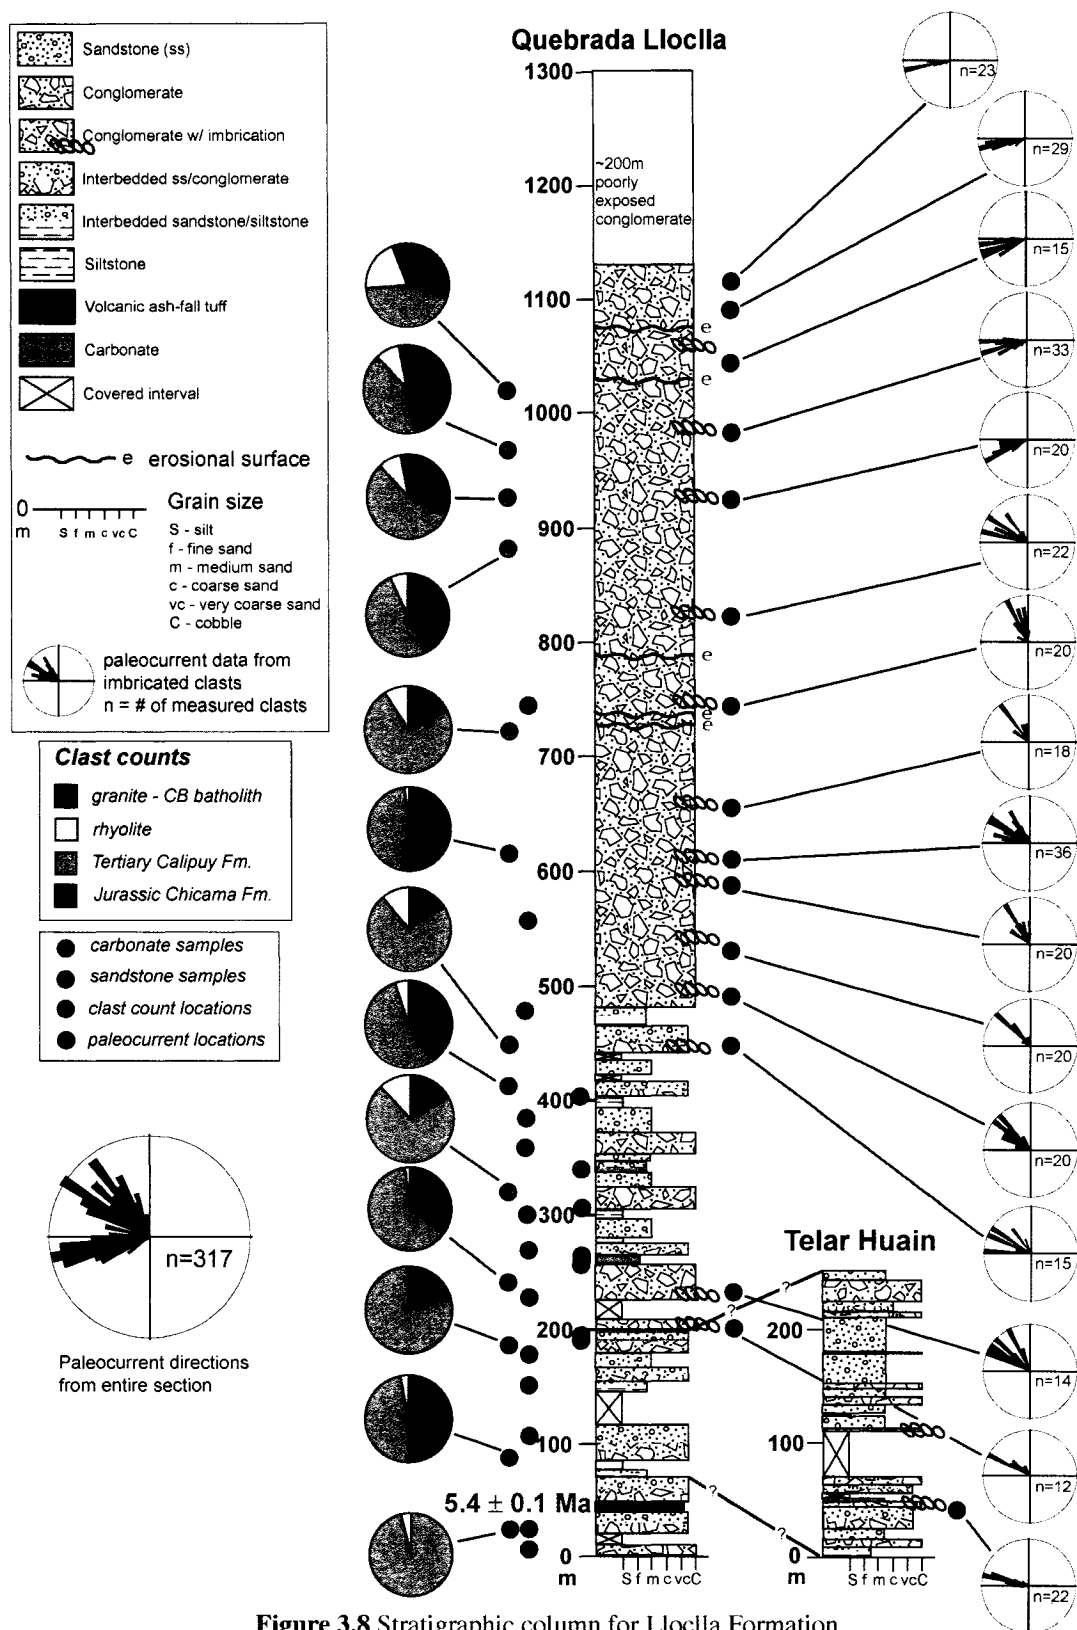 Sandstone (ss)
Conglomerate
Conglomerate w/ imbrication
Interbedded ss/conglomerate
Interbedded sandstone/siltstone
Siltstone
Volcanic ash-fall tuff
Carbonate
Covered interval
e erosional surface
0
m
S f m c vc C
Grain size
S - silt
f - fine sand
m - medium sand
c - coarse sand
vc - very coarse sand
C - cobble
paleocurrent data from
imbricated clasts
n = # of measured clasts
Clast counts
granite - CB batholith
rhyolite
Tertiary Calipuy Fm.
Jurassic Chicama Fm.
carbonate samples
sandstone samples
clast count locations
paleocurrent locations
n=317
Paleocurrent directions
from entire section
Quebrada Lloclla
1300
1200
1100
1000
900
800
700
600
500
400
300
200
100
0
m
~200m
poorly
exposed
conglomerate
e
e
e
e
e
5.4 ± 0.1 Ma
S f m c vc C
?
?
?
?
Telar Huain
200
100
0
m
S f m c vc C
n=23
n=29
n=15
n=33
n=20
n=22
n=20
n=18
n=36
n=20
n=20
n=20
n=15
n=14
n=12
n=22
Figure 3.8 Stratigraphic column for Lloclla Formation